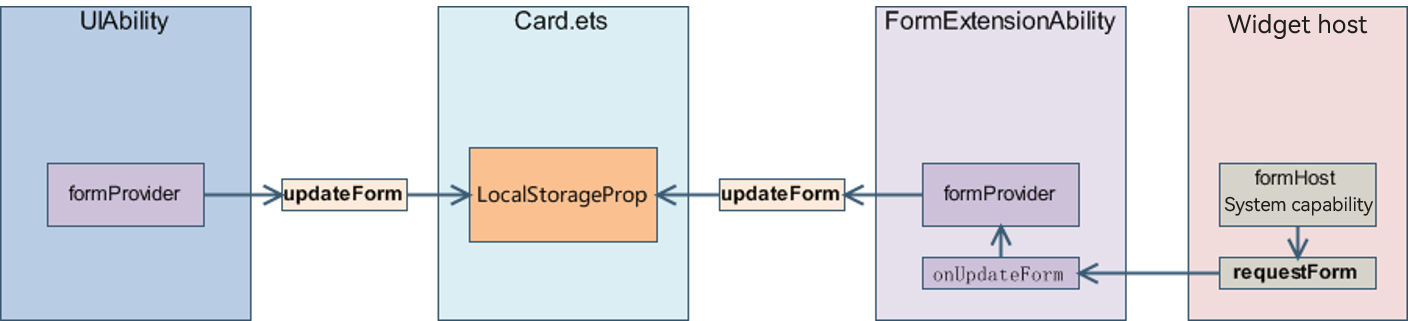 UIAbility
Card.ets
FormExtensionAbility
Widget host
formProvider
updateForm
LocalStorageProp
updateForm
formProvider
formHost
System capability
onUpdateForm
requestForm